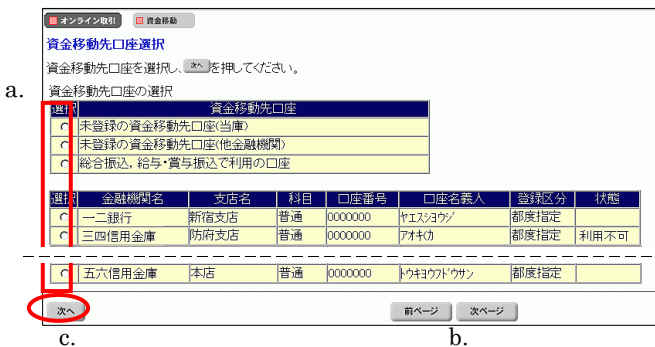 オンライン取引 資金移動
資金移動先口座選択
資金移動先口座を選択し、次へを押してください。
a.
資金移動先口座の選択
選択 資金移動先口座
未登録の資金移動先口座(当庫)
未登録の資金移動先口座(他金融機関)
総合振込,給与・賞与振込で利用の口座
選択 金融機関名 支店名 科目 口座番号 口座名義人 登録区分 状態
一二銀行 新宿支店 普通 0000000 ヤエスジヨウジ 都度指定
三四信用金庫 防府支店 普通 0000000 アオキカ 都度指定 利用不可
五六信用金庫 本店 普通 0000000 トウキヨウフドウサン 都度指定
次へ 前ページ 次ページ
c. b.